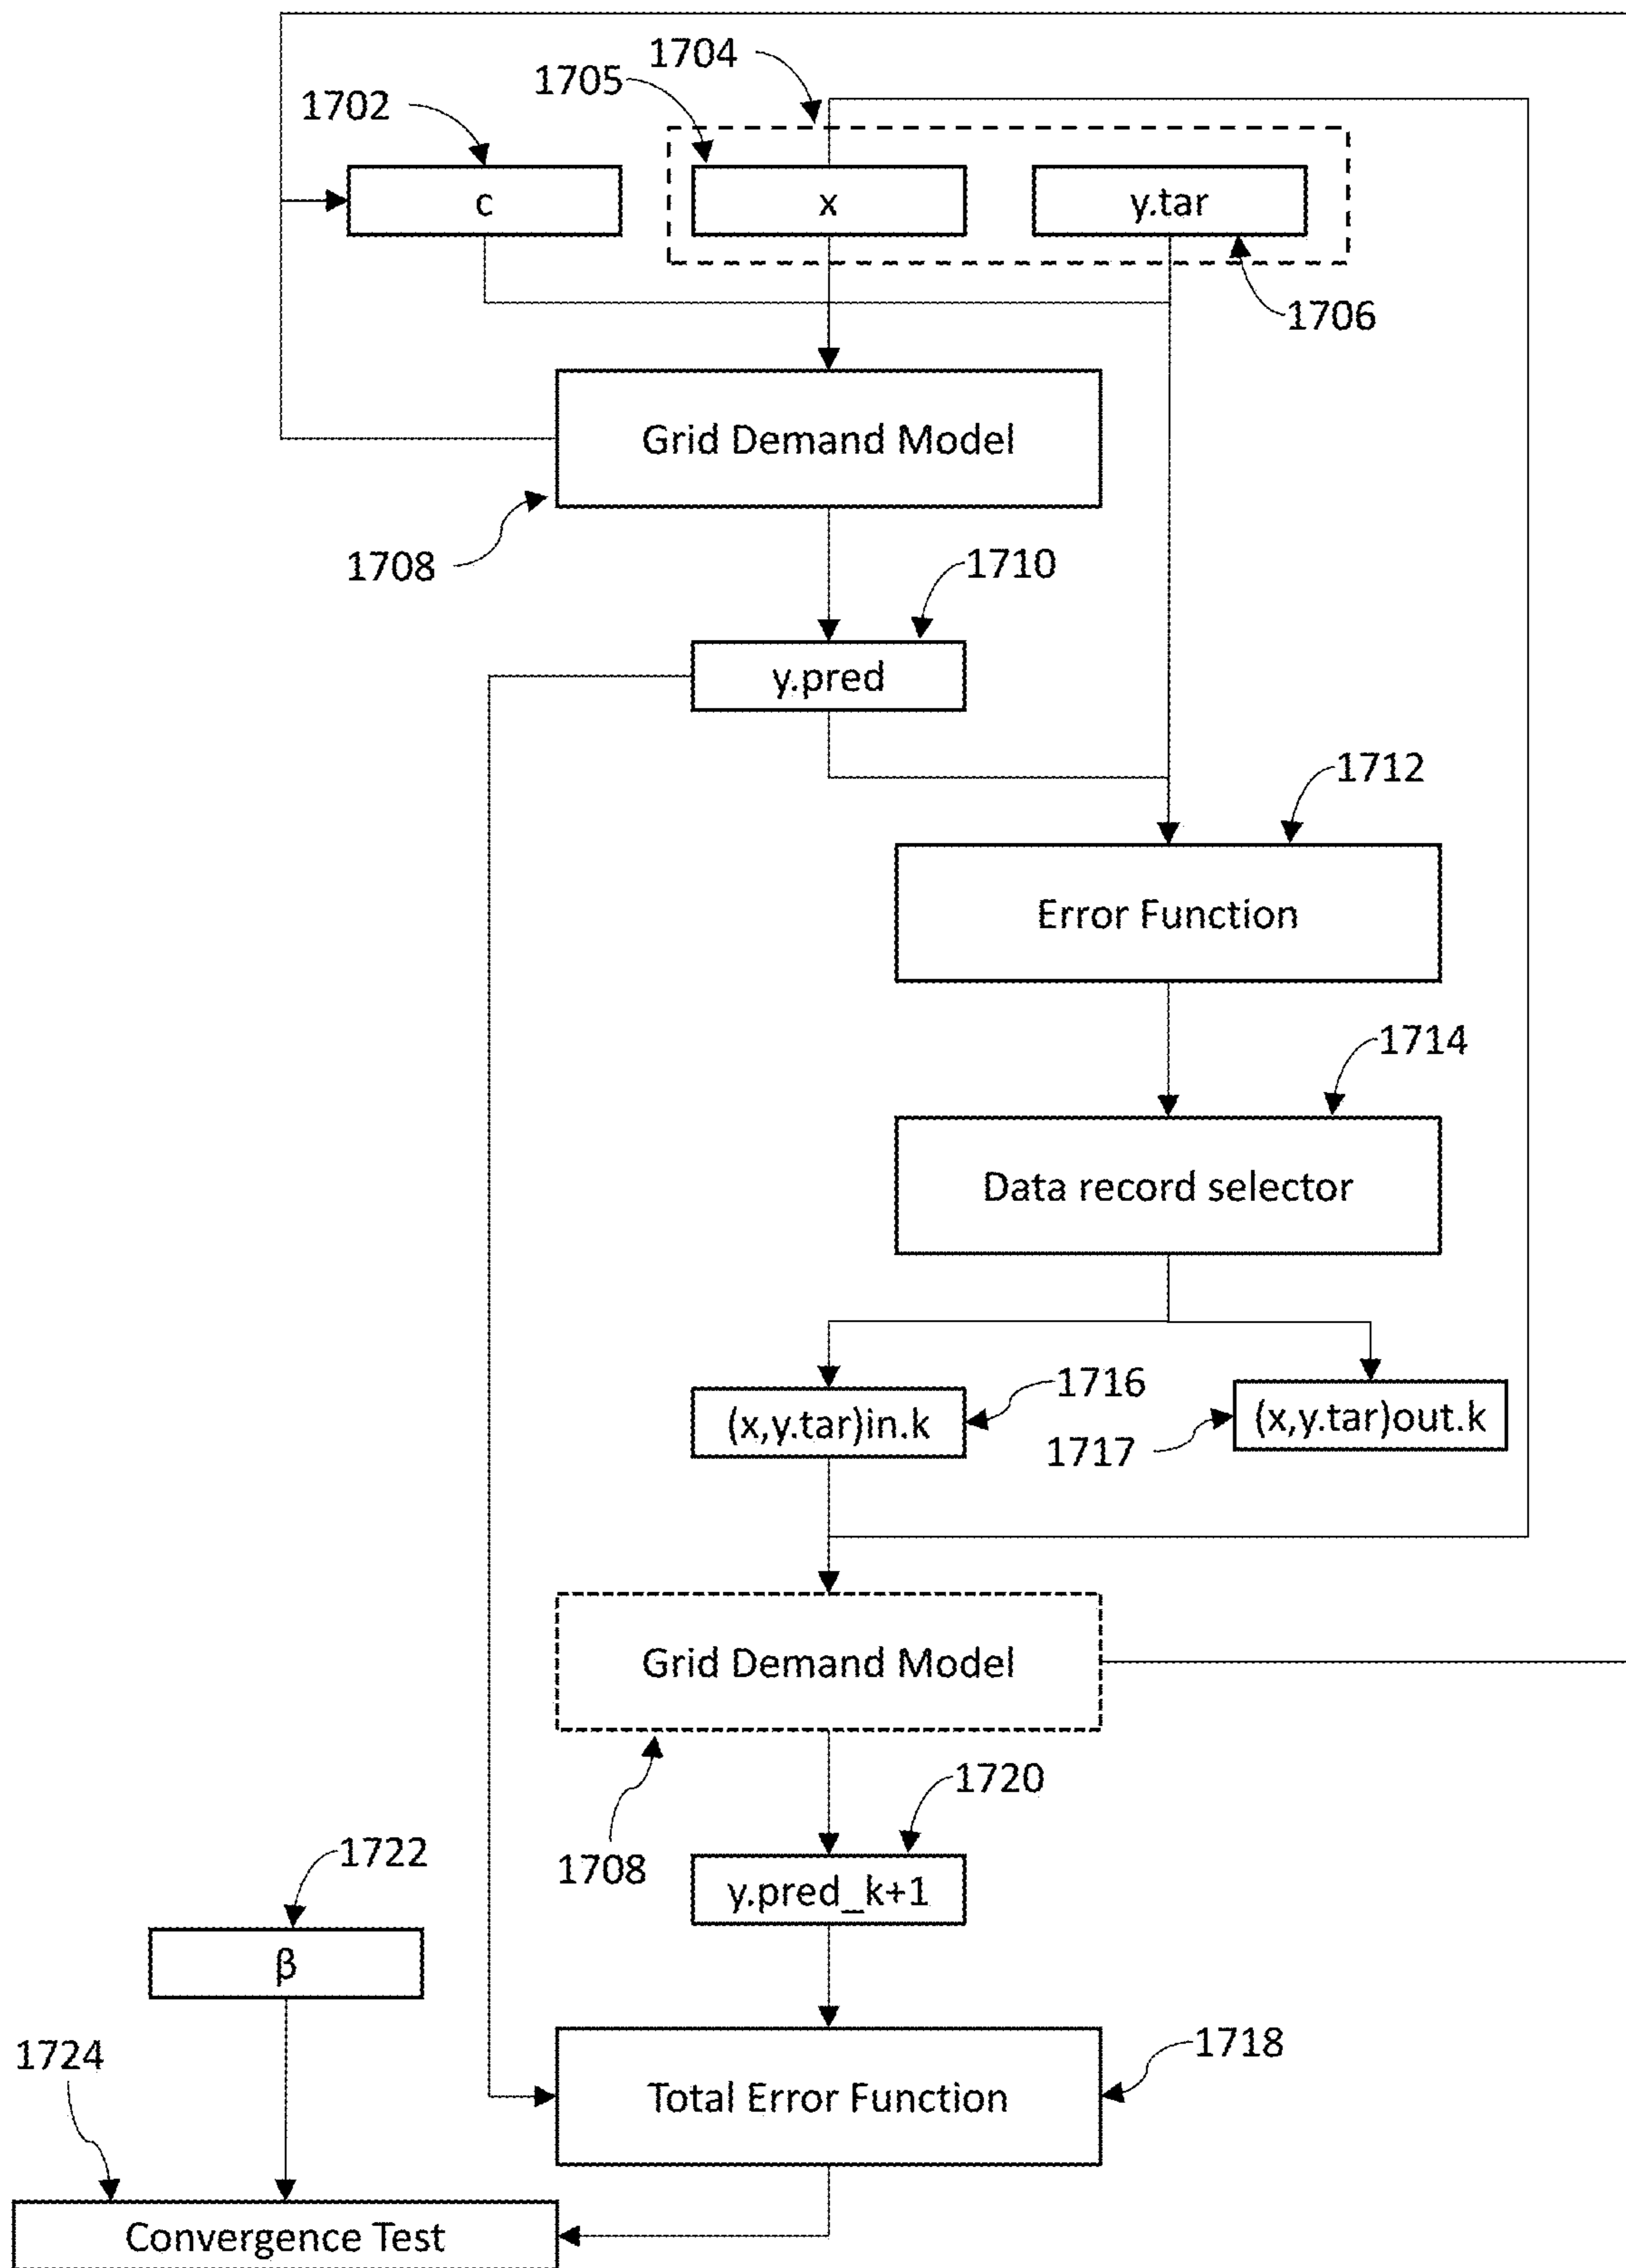 1704
1705
1702
c
x
y.tar
1706
Grid Demand Model
1708
1710
y.pred
1712
Error Function
1714
Data record selector
(x,y.tar)in.k
1716
1717
(x,y.tar)out.k
Grid Demand Model
1708
1720
y.pred_k+1
1722
β
1718
Total Error Function
1724
Convergence Test